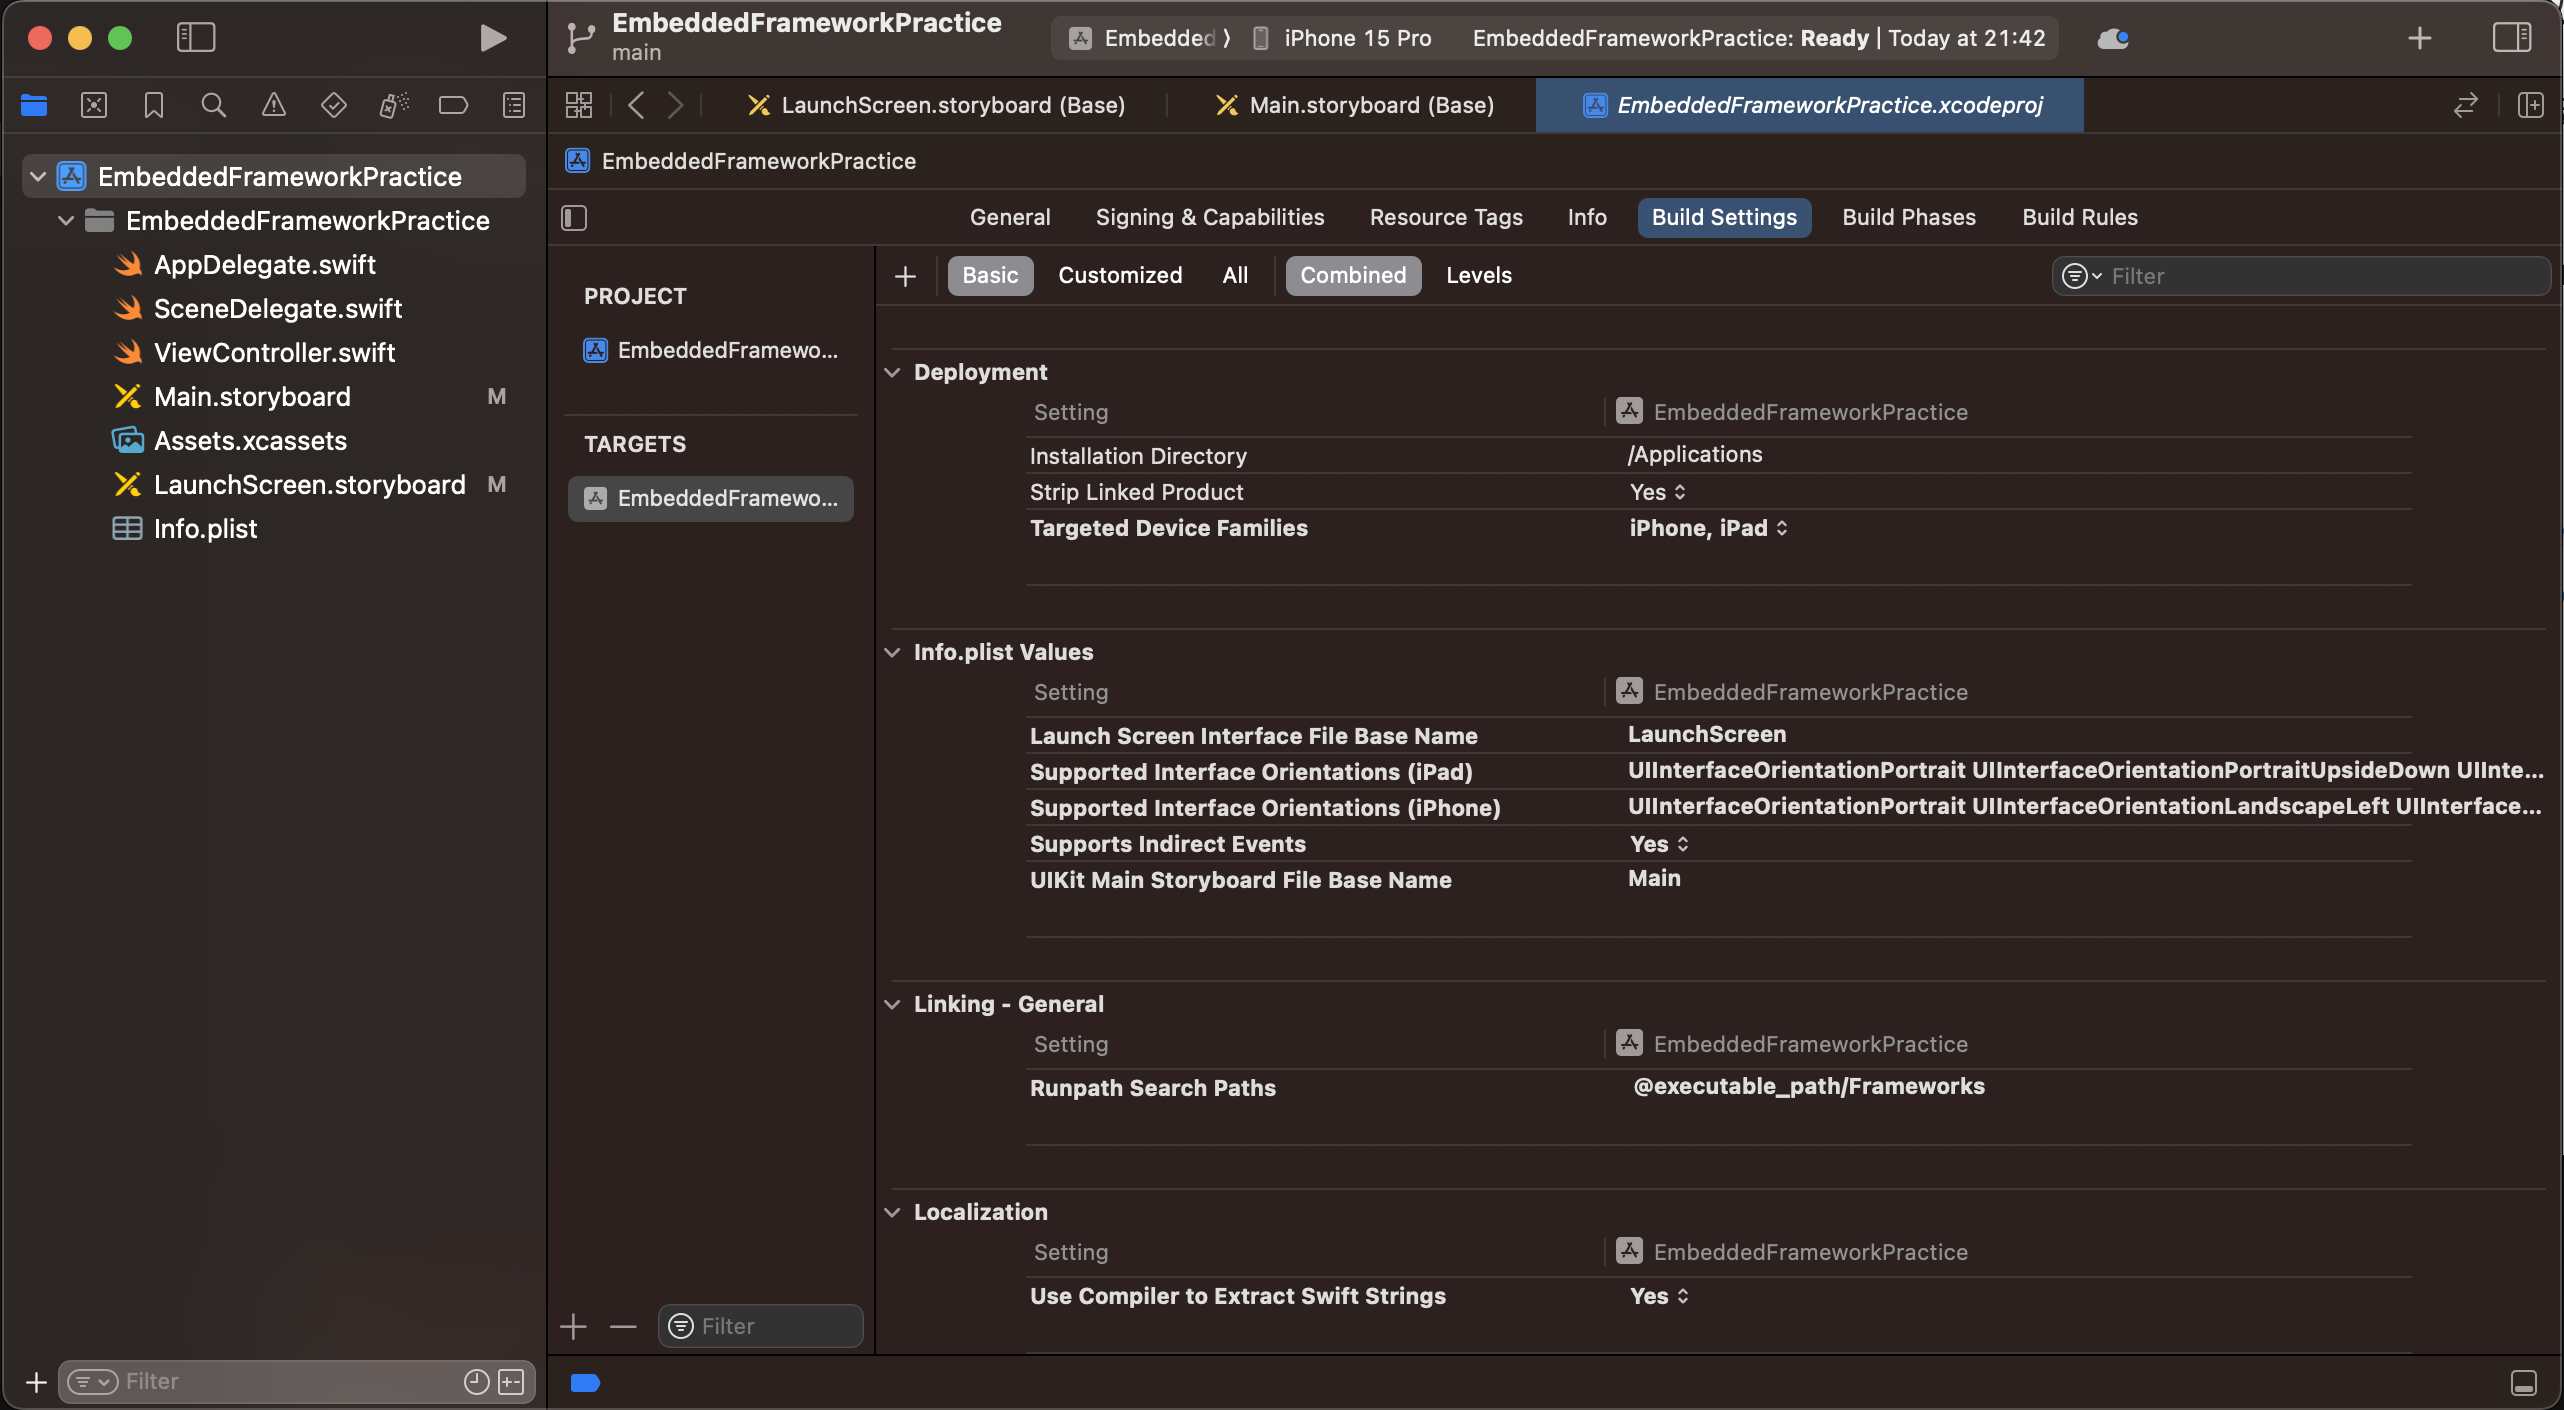 EmbeddedFrameworkPractice
main
Embedded
iPhone 15 Pro
EmbeddedFrameworkPractice: Ready | Today at 21:42
LaunchScreen.storyboard (Base)
Main.storyboard (Base)
EmbeddedFrameworkPractice.xcodeproj
EmbeddedFrameworkPractice
EmbeddedFrameworkPractice
AppDelegate.swift
SceneDelegate.swift
ViewController.swift
Main.storyboard M
Assets.xcassets
LaunchScreen.storyboard M
Info.plist
Filter
EmbeddedFrameworkPractice
General Signing & Capabilities Resource Tags Info Build Settings Build Phases Build Rules
PROJECT
EmbeddedFramewo...
TARGETS
EmbeddedFramewo...
Filter
Basic Customized All Combined Levels
Filter
Deployment
Setting EmbeddedFrameworkPractice
Installation Directory /Applications
Strip Linked Product Yes
Targeted Device Families iPhone, iPad
Info.plist Values
Setting EmbeddedFrameworkPractice
Launch Screen Interface File Base Name LaunchScreen
Supported Interface Orientations (iPad) UIInterfaceOrientationPortrait UIInterfaceOrientationPortraitUpsideDown UIInte...
Supported Interface Orientations (iPhone) UIInterfaceOrientationPortrait UIInterfaceOrientationLandscapeLeft UIInterface...
Supports Indirect Events Yes
UIKit Main Storyboard File Base Name Main
Linking - General
Setting EmbeddedFrameworkPractice
Runpath Search Paths @executable_path/Frameworks
Localization
Setting EmbeddedFrameworkPractice
Use Compiler to Extract Swift Strings Yes